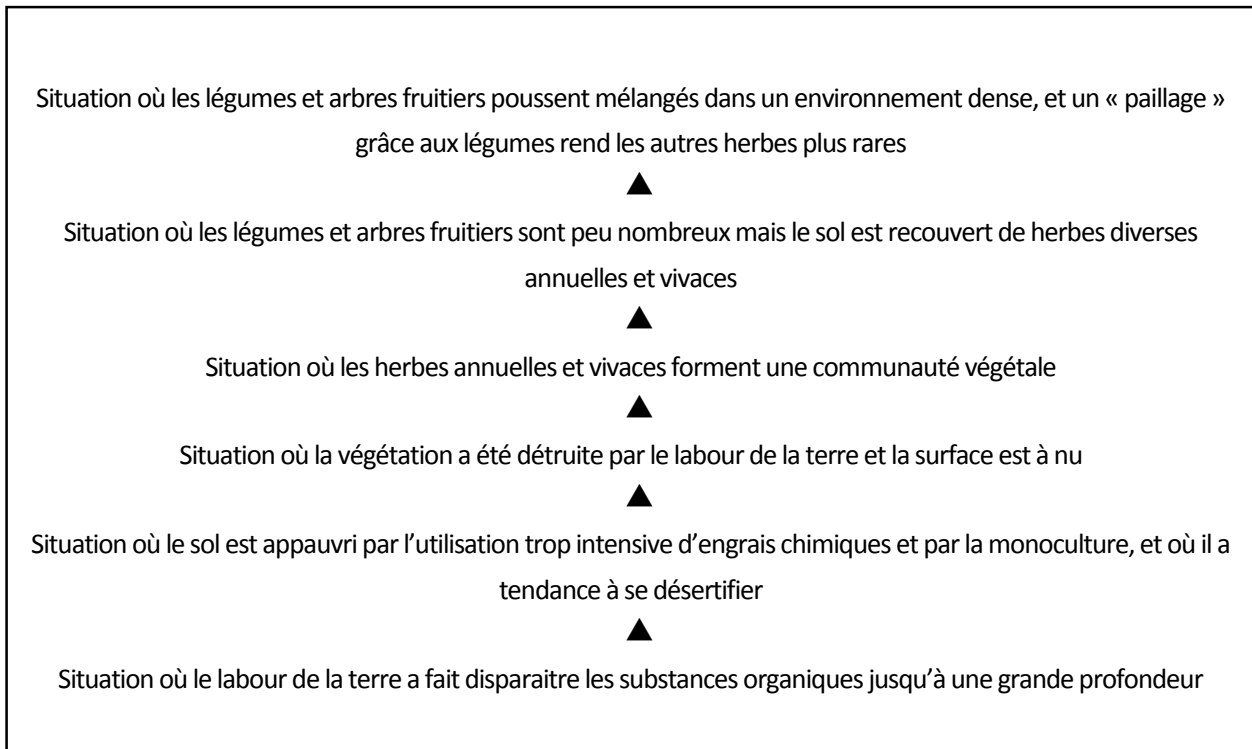 Situation où les légumes et arbres fruitiers poussent mélangés dans un environnement dense, et un « paillage »
grâce aux légumes rend les autres herbes plus rares
▲
Situation où les légumes et arbres fruitiers sont peu nombreux mais le sol est recouvert de herbes diverses
annuelles et vivaces
▲
Situation où les herbes annuelles et vivaces forment une communauté végétale
▲
Situation où la végétation a été détruite par le labour de la terre et la surface est à nu
▲
Situation où le sol est appauvri par l’utilisation trop intensive d’engrais chimiques et par la monoculture, et où il a
tendance à se désertifier
▲
Situation où le labour de la terre a fait disparaitre les substances organiques jusqu’à une grande profondeur